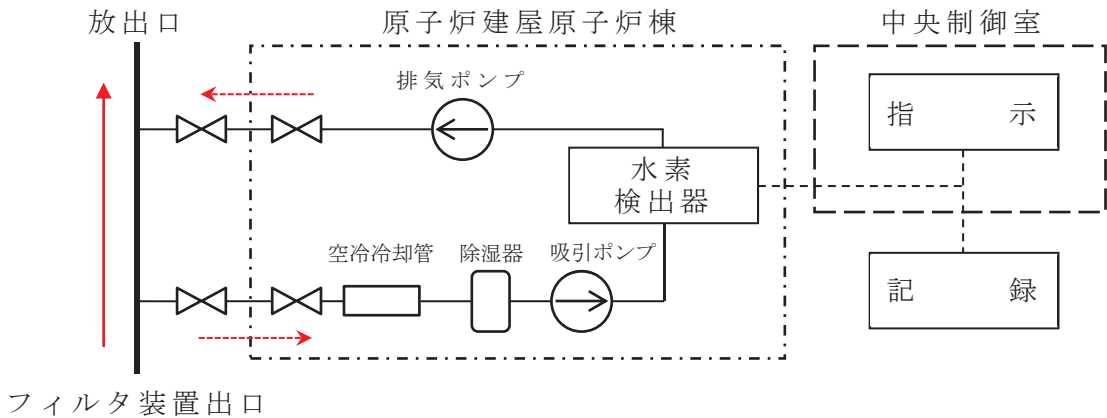 放出口
原子炉建屋原子炉棟
中央制御室
排気ポンプ
指示
水素
検出器
空冷冷却管
除湿器
吸引ポンプ
記録
フィルタ装置出口